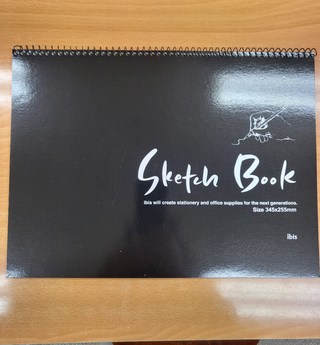 Sketch Book
ibis will create stationery and office supplies for the next generations.
Size 345x255mm
ibis